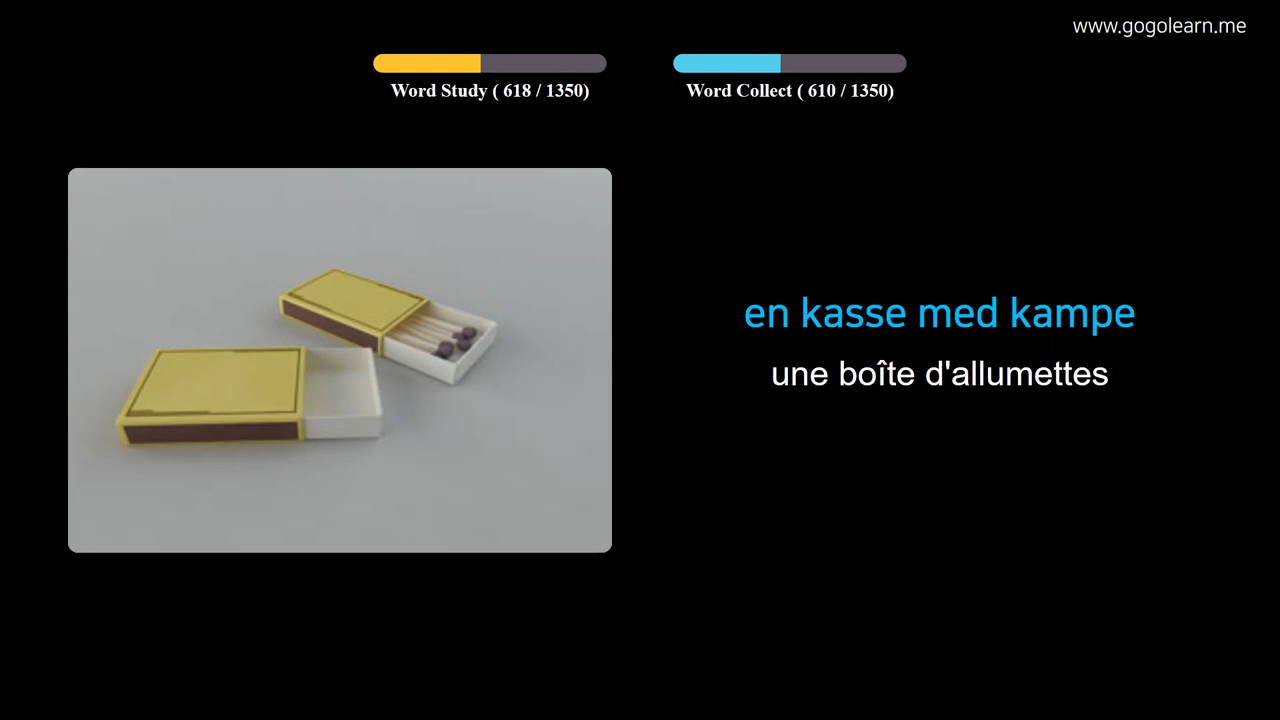 www.gogolearn.me
Word Study ( 618 / 1350)
Word Collect ( 610 / 1350)
en kasse med kampe
une boîte d'allumettes